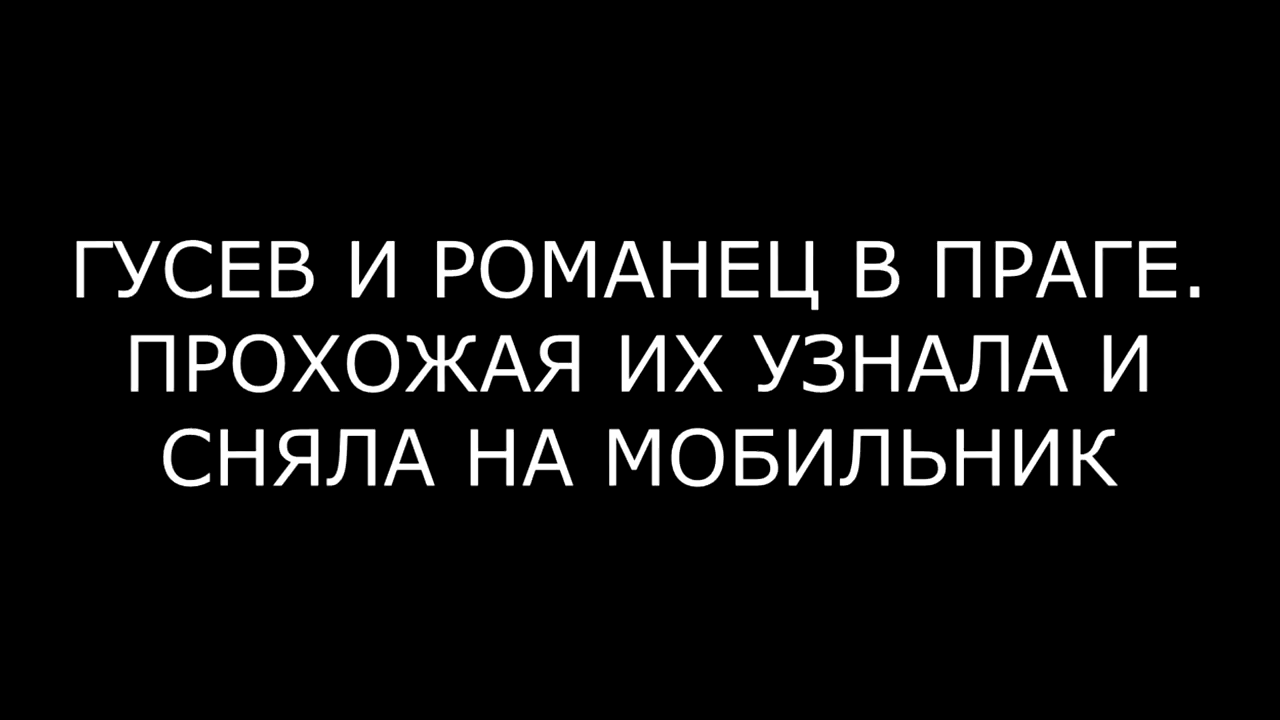 ГУСЕВ И РОМАНЕЦ В ПРАГЕ.
ПРОХОЖАЯ ИХ УЗНАЛА И
СНЯЛА НА МОБИЛЬНИК